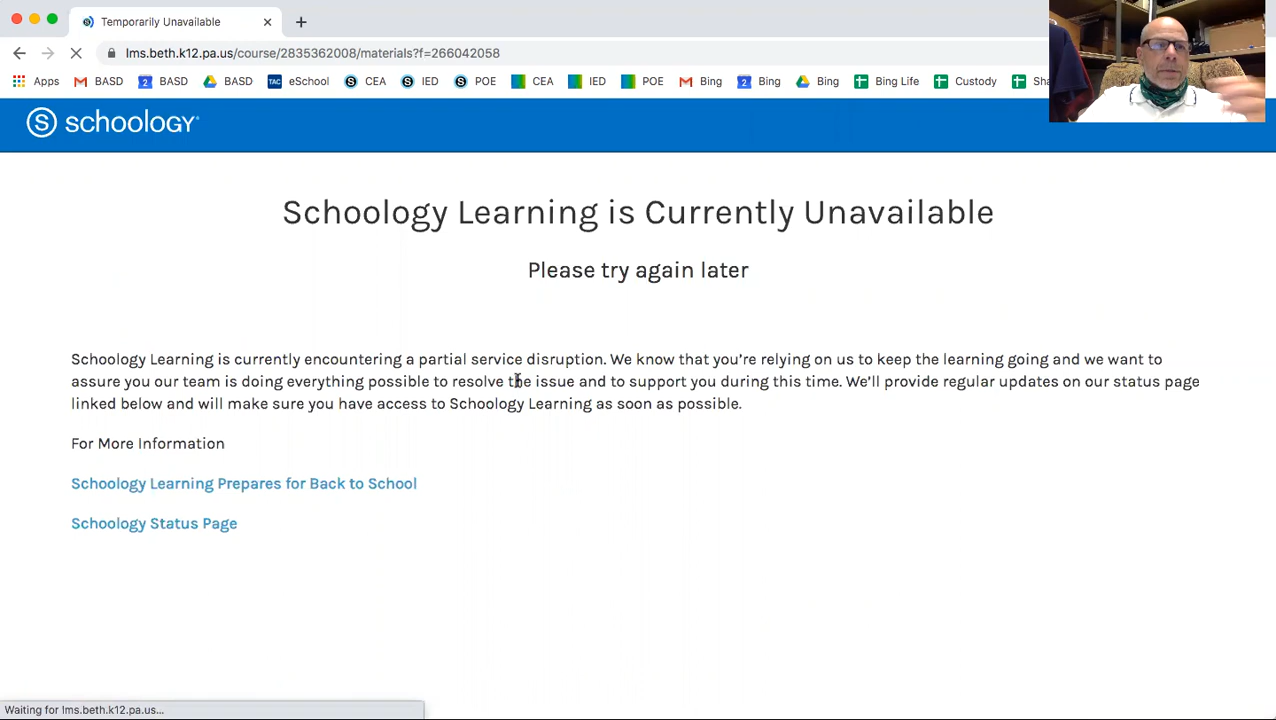 Temporarily Unavailable
lms.beth.k12.pa.us/course/2835362008/materials?f=266042058
Apps BASD BASD BASD eSchool CEA IED POE CEA IED POE Bing Bing Bing Bing Life Custody
schoology
Schoology Learning is Currently Unavailable
Please try again later
Schoology Learning is currently encountering a partial service disruption. We know that you're relying on us to keep the learning going and we want to
assure you our team is doing everything possible to resolve the issue and to support you during this time. We'll provide regular updates on our status page
linked below and will make sure you have access to Schoology Learning as soon as possible.
For More Information
Schoology Learning Prepares for Back to School
Schoology Status Page
Waiting for lms.beth.k12.pa.us...